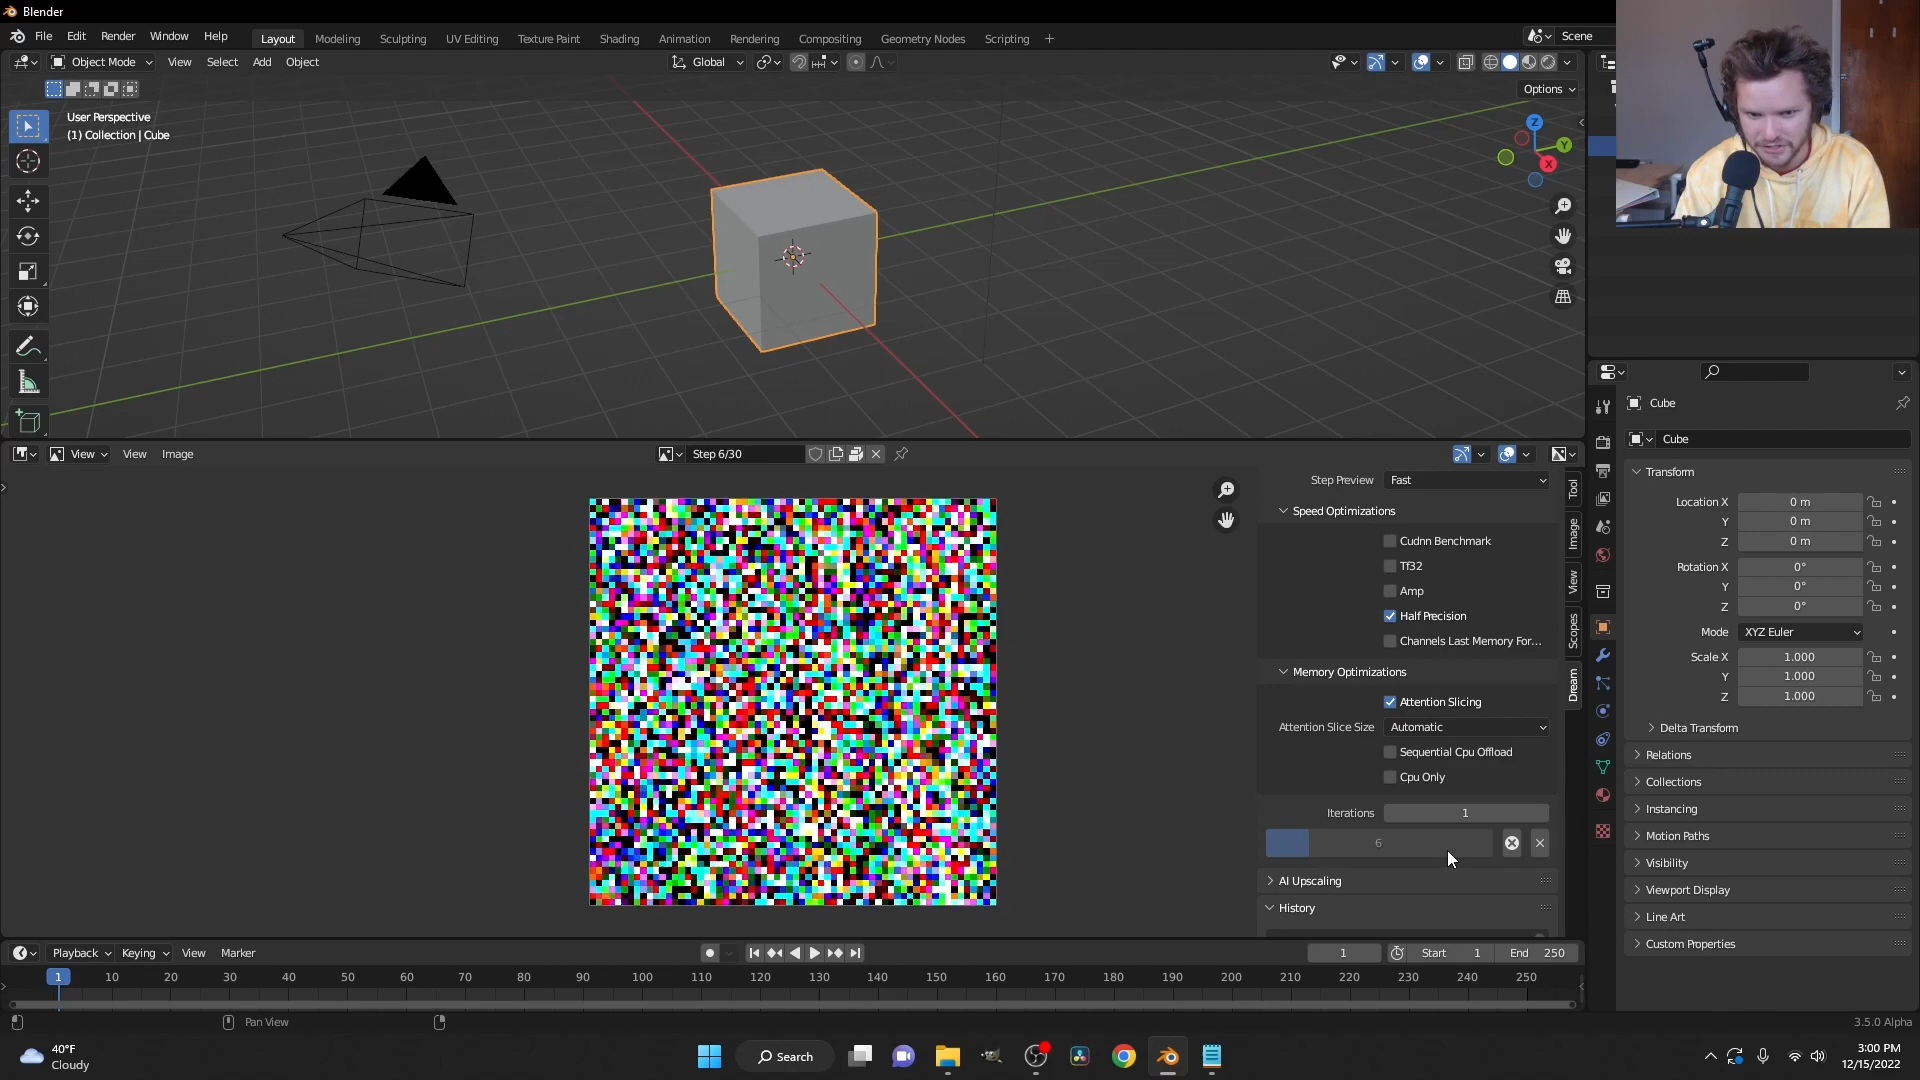 Blender
File Edit Render Window Help
Layout Modeling Sculpting UV Editing Texture Paint Shading Animation Rendering Compositing Geometry Nodes Scripting +
Scene
Object Mode View Select Add Object
Global
Options
User Perspective
(1) Collection | Cube
Z
Y
X
Cube
Cube
Transform
Location X 0 m
Y 0 m
Z 0 m
Rotation X 0°
Y 0°
Z 0°
Mode XYZ Euler
Scale X 1.000
Y 1.000
Z 1.000
Delta Transform
Relations
Collections
Instancing
Motion Paths
Visibility
Viewport Display
Line Art
Custom Properties
View View Image
Step 6/30
Step Preview Fast
Speed Optimizations
Cudnn Benchmark
Tf32
Amp
Half Precision
Channels Last Memory For...
Memory Optimizations
Attention Slicing
Attention Slice Size Automatic
Sequential Cpu Offload
Cpu Only
Iterations 1
6
AI Upscaling
History
Tool
Image
View
Scopes
Dream
Playback Keying View Marker
1 Start 1 End 250
1 10 20 30 40 50 60 70 80 90 100 110 120 130 140 150 160 170 180 190 200 210 220 230 240 250
Pan View
3.5.0 Alpha
40°F
Cloudy
Search
3:00 PM
12/15/2022